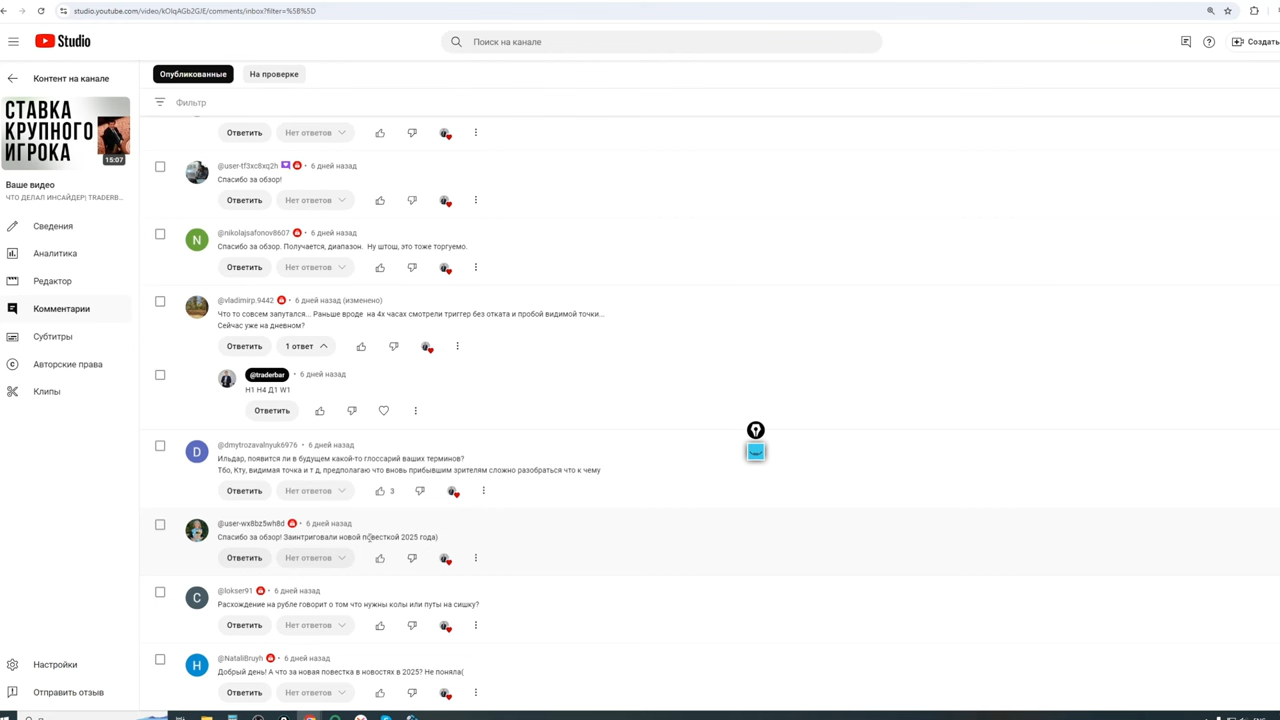 studio.youtube.com/video/kOlqAGb2GJE/comments/inbox?filter=%5B%5D
Studio
Поиск на канале
Создать
Контент на канале
Опубликованные
На проверке
Фильтр
СТАВКА
КРУПНОГО
ИГРОКА
15:07
Ваше видео
ЧТО ДЕЛАЛ ИНСАЙДЕР| TRADERB...
Сведения
Аналитика
Редактор
Комментарии
Субтитры
Авторские права
Клипы
Настройки
Отправить отзыв
Ответить Нет ответов
@user-tf3xc8xq2h • 6 дней назад
Спасибо за обзор!
Ответить Нет ответов
N
@nikolajsafonov8607 • 6 дней назад
Спасибо за обзор. Получается, диапазон. Ну штош, это тоже торгуемо.
Ответить Нет ответов
@vladimirp.9442 • 6 дней назад (изменено)
Что то совсем запутался... Раньше вроде на 4х часах смотрели триггер без отката и пробой видимой точки...
Сейчас уже на дневном?
Ответить 1 ответ
@traderbar • 6 дней назад
Н1 Н4 Д1 W1
Ответить
D
@dmytrozavalnyuk6976 • 6 дней назад
Ильдар, появится ли в будущем какой-то глоссарий ваших терминов?
Тбо, Кту, видимая точка и т д, предполагаю что вновь прибывшим зрителям сложно разобраться что к чему
Ответить Нет ответов 3
@user-wx8bz5wh8d • 6 дней назад
Спасибо за обзор! Заинтриговали новой повесткой 2025 года)
Ответить Нет ответов
C
@lokser91 • 6 дней назад
Расхождение на рубле говорит о том что нужны колы или путы на сишку?
Ответить Нет ответов
Н
@NataliBruyh • 6 дней назад
Добрый день! А что за новая повестка в новостях в 2025? Не поняла(
Ответить Нет ответов